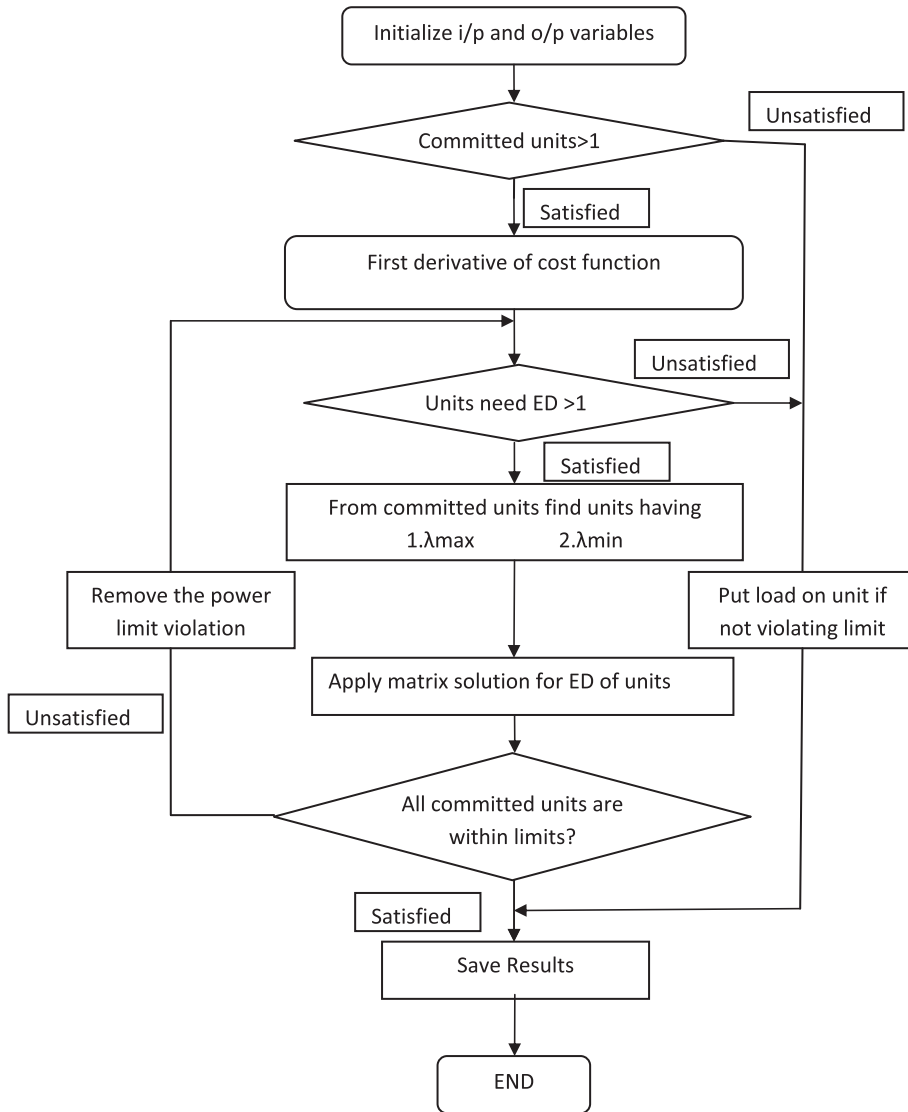 Initialize i/p and o/p variables
Unsatisfied
Committed units>1
Satisfied
First derivative of cost function
Unsatisfied
Units need ED >1
Satisfied
From committed units find units having
1.λmax 2.λmin
Remove the power
limit violation
Put load on unit if
not violating limit
Apply matrix solution for ED of units
Unsatisfied
All committed units are
within limits?
Satisfied
Save Results
END